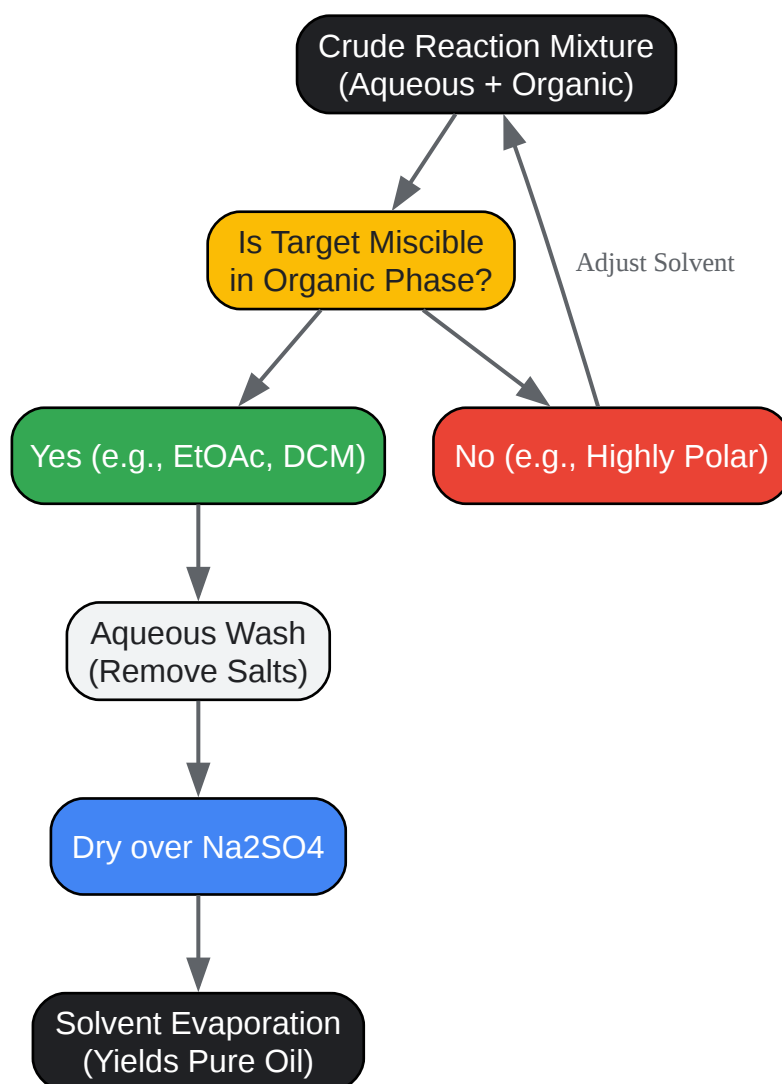 Crude Reaction Mixture
(Aqueous + Organic)
Is Target Miscible
in Organic Phase?
Adjust Solvent
Yes (e.g., EtOAc, DCM)
No (e.g., Highly Polar)
Aqueous Wash
(Remove Salts)
Dry over Na2SO4
Solvent Evaporation
(Yields Pure Oil)